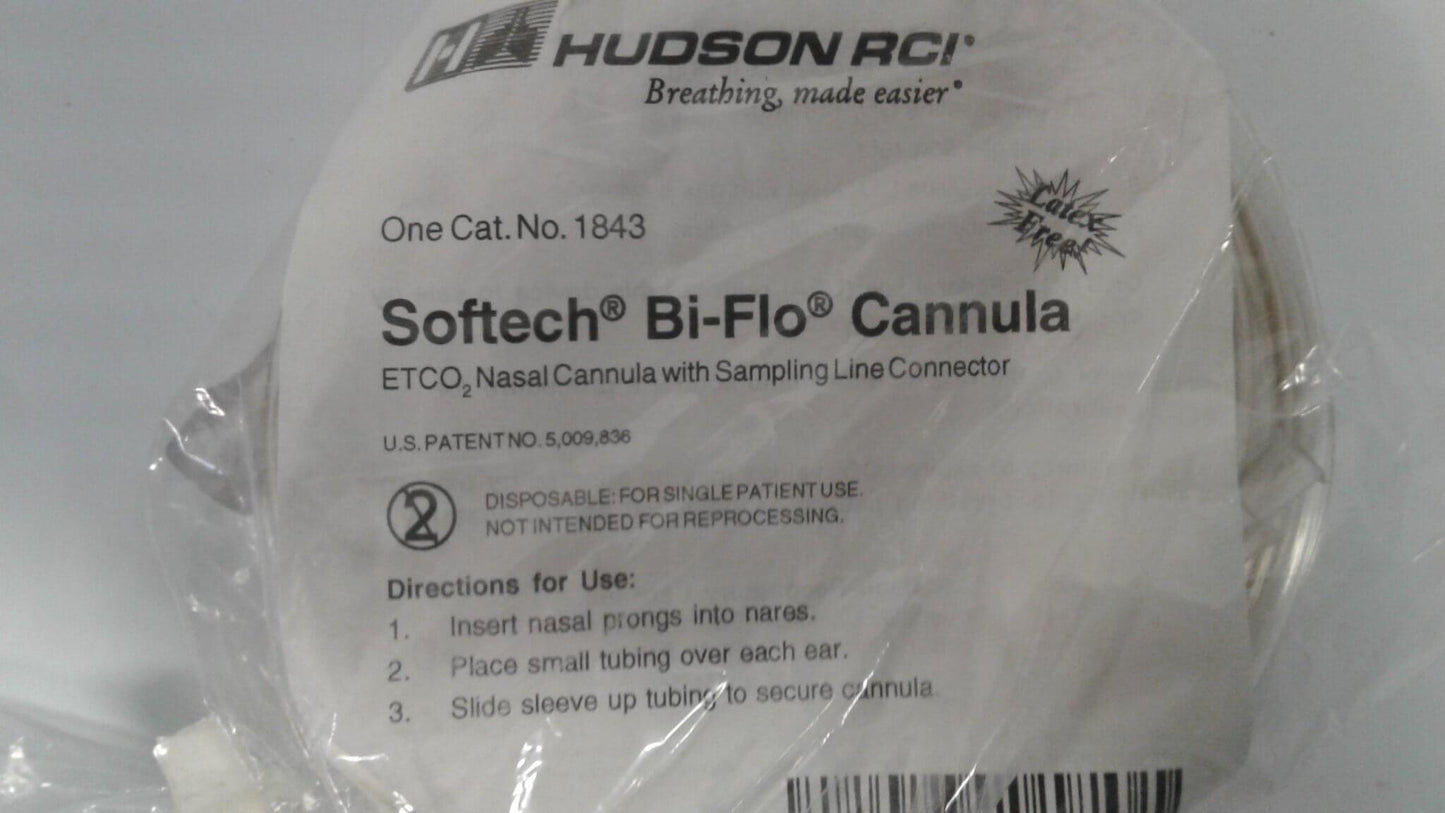 HUDSON RCI®
Breathing, made easier®
Latex
Free!
One Cat. No. 1843
Softech® Bi-Flo® Cannula
ETCO₂ Nasal Cannula with Sampling Line Connector
U.S. PATENT NO. 5,009,836
2
DISPOSABLE: FOR SINGLE PATIENT USE.
NOT INTENDED FOR REPROCESSING.
Directions for Use:
1. Insert nasal prongs into nares.
2. Place small tubing over each ear.
3. Slide sleeve up tubing to secure cannula.